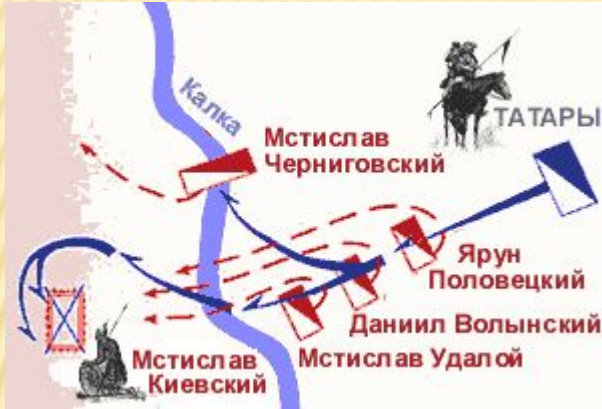 Калка
ТАТАРЫ
Мстислав
Черниговский
Ярун
Половецкий
Даниил Волынский
Мстислав Удалой
Мстислав
Киевский